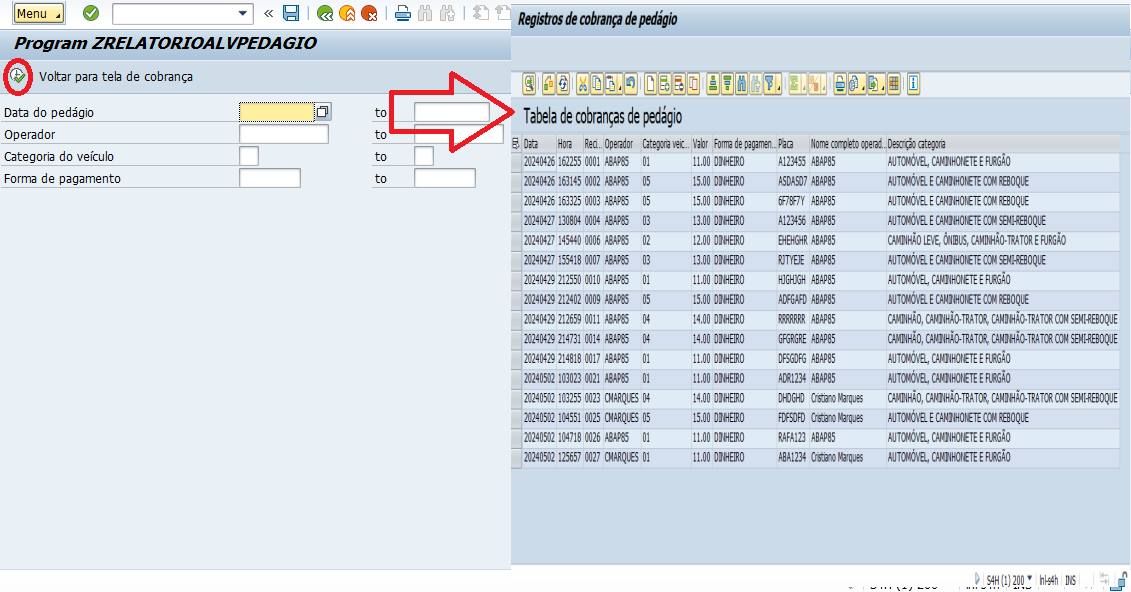 Menu
Program ZRELATORIOALVPEDAGIO
Voltar para tela de cobrança
Data do pedágio to
Operador to
Categoria do veículo to
Forma de pagamento to
Registros de cobrança de pedágio
Tabela de cobranças de pedágio
Data Hora Reci... Operador Categoria veíc... Valor Forma de pagamen... Placa Nome completo operad... Descrição categoria
20240426 162255 0001 ABAP85 01 11.00 DINHEIRO A123455 ABAP85 AUTOMÓVEL, CAMINHONETE E FURGÃO
20240426 163145 0002 ABAP85 05 15.00 DINHEIRO ASDASD7 ABAP85 AUTOMÓVEL E CAMINHONETE COM REBOQUE
20240426 163325 0003 ABAP85 05 15.00 DINHEIRO 6F78F7Y ABAP85 AUTOMÓVEL E CAMINHONETE COM REBOQUE
20240427 130804 0004 ABAP85 03 13.00 DINHEIRO A123456 ABAP85 AUTOMÓVEL E CAMINHONETE COM SEMI-REBOQUE
20240427 145440 0006 ABAP85 02 12.00 DINHEIRO EHEHGHR ABAP85 CAMINHÃO LEVE, ÔNIBUS, CAMINHÃO-TRATOR E FURGÃO
20240427 155418 0007 ABAP85 03 13.00 DINHEIRO RJTYEJE ABAP85 AUTOMÓVEL E CAMINHONETE COM SEMI-REBOQUE
20240429 212550 0010 ABAP85 01 11.00 DINHEIRO HJGHJGH ABAP85 AUTOMÓVEL, CAMINHONETE E FURGÃO
20240429 212402 0009 ABAP85 05 15.00 DINHEIRO ADFGAFD ABAP85 AUTOMÓVEL E CAMINHONETE COM REBOQUE
20240429 212659 0011 ABAP85 04 14.00 DINHEIRO RRRRRRR ABAP85 CAMINHÃO, CAMINHÃO-TRATOR, CAMINHÃO-TRATOR COM SEMI-REBOQUE
20240429 214731 0014 ABAP85 04 14.00 DINHEIRO GFGRGRE ABAP85 CAMINHÃO, CAMINHÃO-TRATOR, CAMINHÃO-TRATOR COM SEMI-REBOQUE
20240429 214818 0017 ABAP85 01 11.00 DINHEIRO DFSGDFG ABAP85 AUTOMÓVEL, CAMINHONETE E FURGÃO
20240502 103023 0021 ABAP85 01 11.00 DINHEIRO ADR1234 ABAP85 AUTOMÓVEL, CAMINHONETE E FURGÃO
20240502 103255 0023 CMARQUES 04 14.00 DINHEIRO DHDGHD Cristiano Marques CAMINHÃO, CAMINHÃO-TRATOR, CAMINHÃO-TRATOR COM SEMI-REBOQUE
20240502 104551 0025 CMARQUES 05 15.00 DINHEIRO FDFSDFD Cristiano Marques AUTOMÓVEL E CAMINHONETE COM REBOQUE
20240502 104718 0026 ABAP85 01 11.00 DINHEIRO RAFA123 ABAP85 AUTOMÓVEL, CAMINHONETE E FURGÃO
20240502 125657 0027 CMARQUES 01 11.00 DINHEIRO ABA1234 Cristiano Marques AUTOMÓVEL, CAMINHONETE E FURGÃO
S4H (1) 200 hl-s4h INS